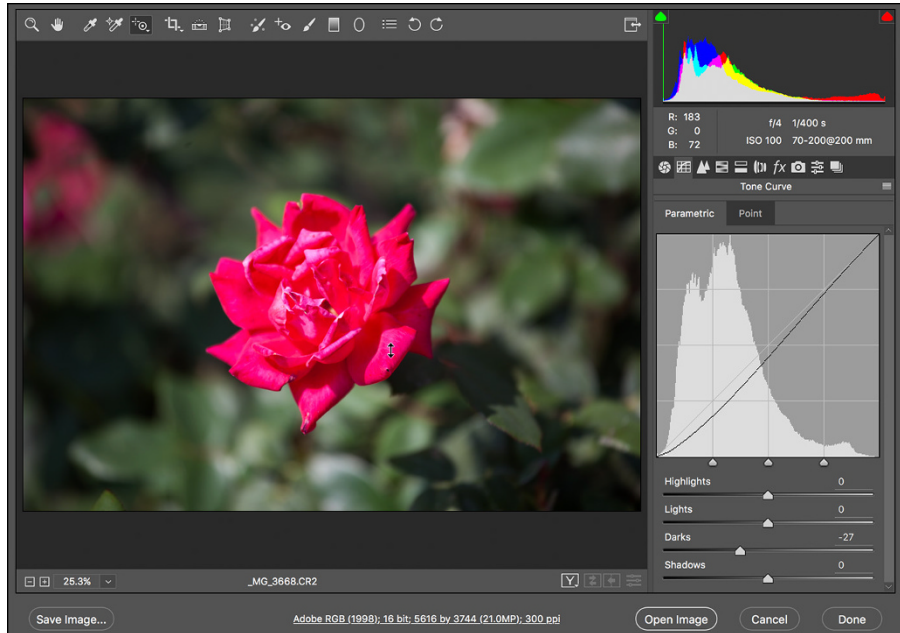 R: 183
G: 0
B: 72
f/4 1/400 s
ISO 100 70-200@200 mm
fx
Tone Curve
Parametric Point
Highlights 0
Lights 0
Darks -27
Shadows 0
25.3% _MG_3668.CR2 Y
Save Image... Adobe RGB (1998); 16 bit; 5616 by 3744 (21.0MP); 300 ppi Open Image Cancel Done